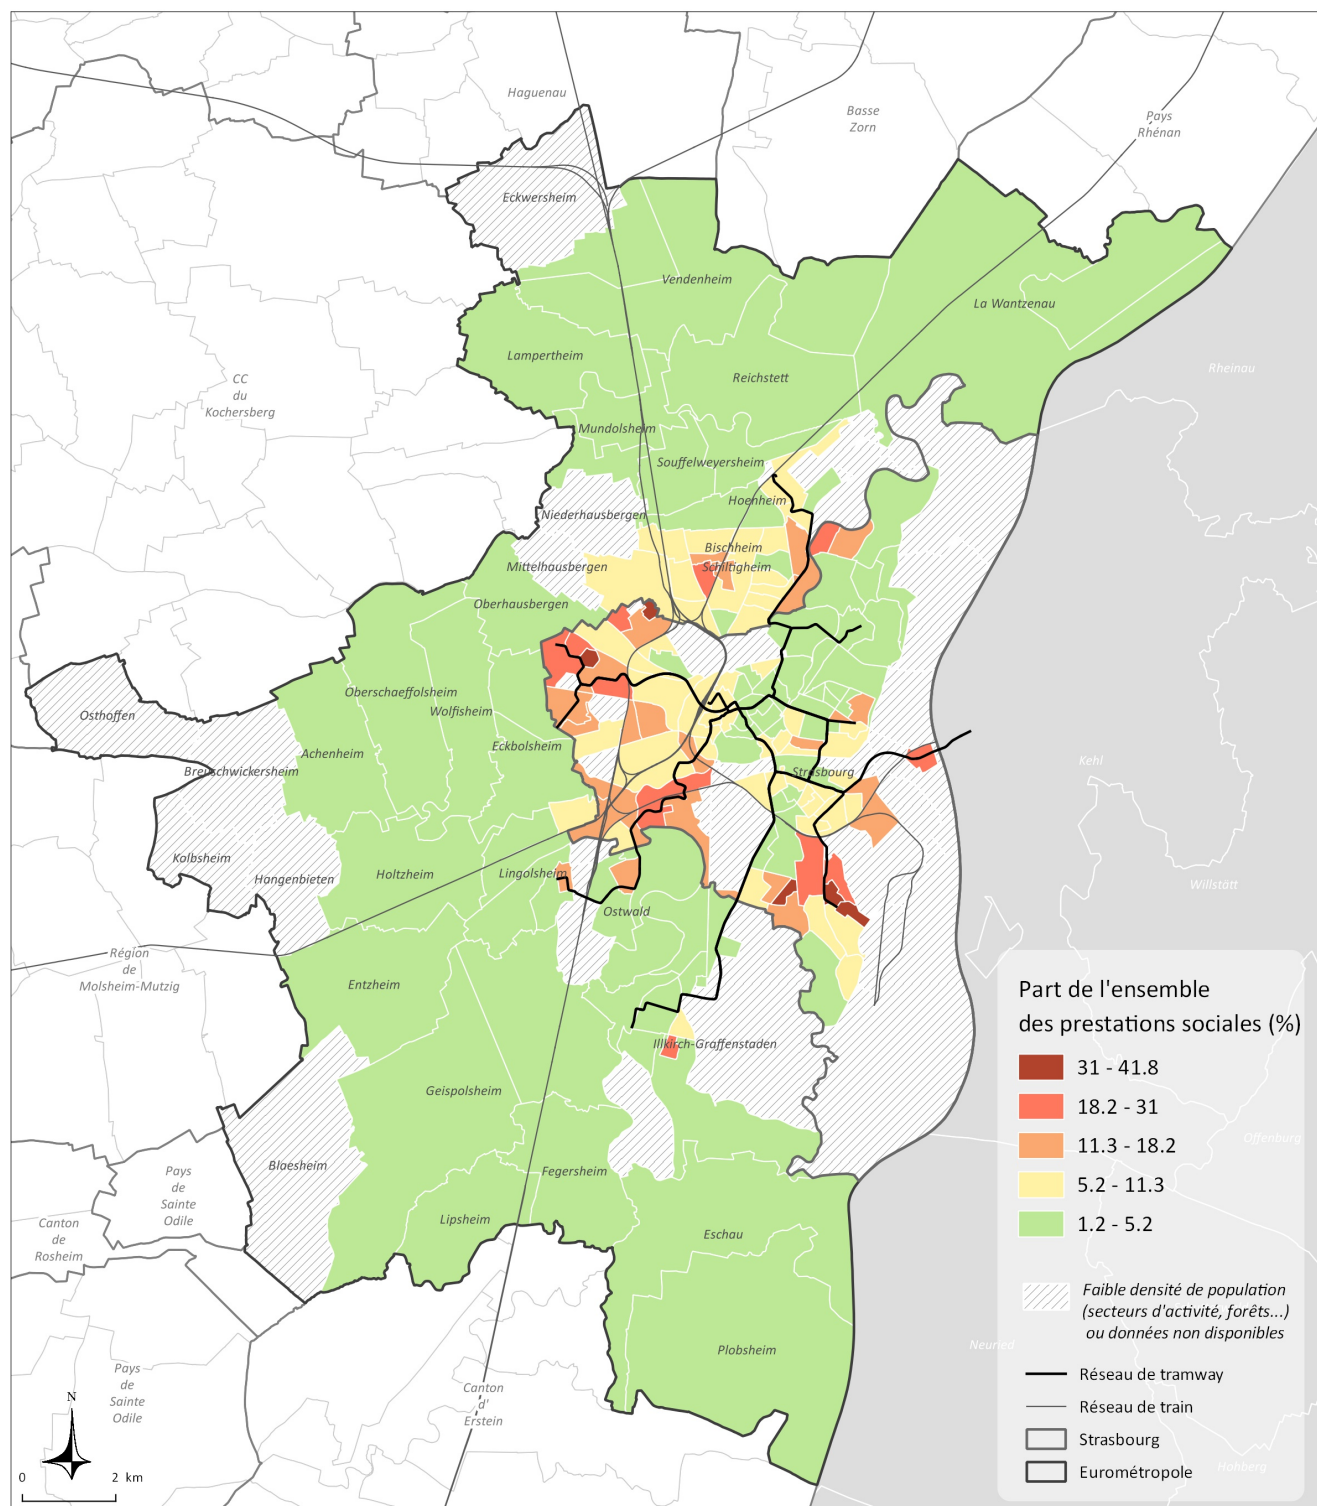 Haguenau
Basse
Zorn
Pays
Rhénan
Eckwersheim
Vendenheim
La Wantzenau
Lampertheim
Reichstett
Rheinau
CC
du
Kochersberg
Mundolsheim
Souffelweyersheim
Hoenheim
Niederhausbergen
Bischheim
Mittelhausbergen
Schiltigheim
Oberhausbergen
Oberschaeffolsheim
Wolfisheim
Osthoffen
Achenheim
Eckbolsheim
Breuschwickersheim
Strasbourg
Kehl
Kolbsheim
Hangenbieten
Holtzheim
Lingolsheim
Willstätt
Ostwald
Région
de
Molsheim-Mutzig
Entzheim
Illkirch-Graffenstaden
Geispolsheim
Offenburg
Blaesheim
Fegersheim
Pays
de
Sainte
Odile
Canton
de
Rosheim
Lipsheim
Eschau
Neuried
Plobsheim
Pays
de
Sainte
Odile
Canton
d'
Erstein
Hohberg
N
0 2 km
Part de l'ensemble
des prestations sociales (%)
31 - 41.8
18.2 - 31
11.3 - 18.2
5.2 - 11.3
1.2 - 5.2
Faible densité de population
(secteurs d'activité, forêts...)
ou données non disponibles
Réseau de tramway
Réseau de train
Strasbourg
Eurométropole